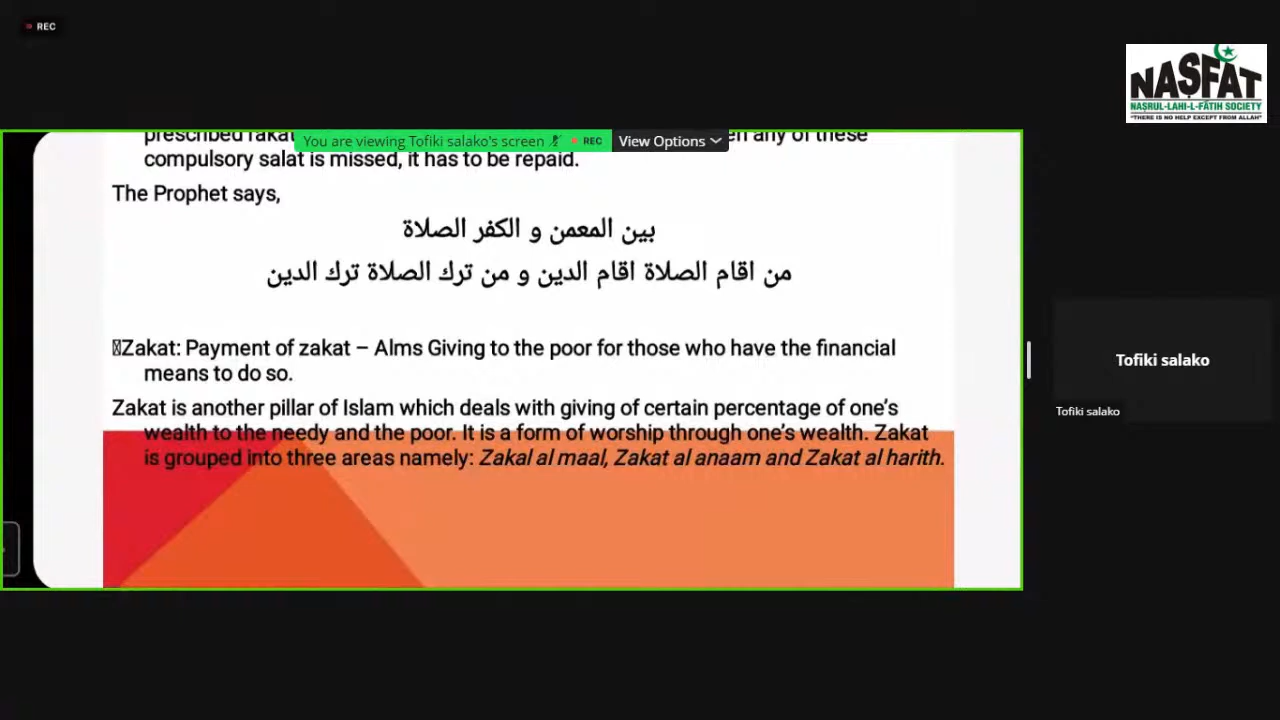 REC
NASFAT
NAṢRUL-LAHI-L-FĀTIH SOCIETY
"THERE IS NO HELP EXCEPT FROM ALLAH"
You are viewing Tofiki salako's screen REC View Options
prescribed rakat any of these
compulsory salat is missed, it has to be repaid.
The Prophet says,
بين المعمن و الكفر الصلاة
من اقام الصلاة اقام الدين و من ترك الصلاة ترك الدين
Zakat: Payment of zakat – Alms Giving to the poor for those who have the financial
means to do so.
Zakat is another pillar of Islam which deals with giving of certain percentage of one's
wealth to the needy and the poor. It is a form of worship through one's wealth. Zakat
is grouped into three areas namely: Zakal al maal, Zakat al anaam and Zakat al harith.
Tofiki salako
Tofiki salako